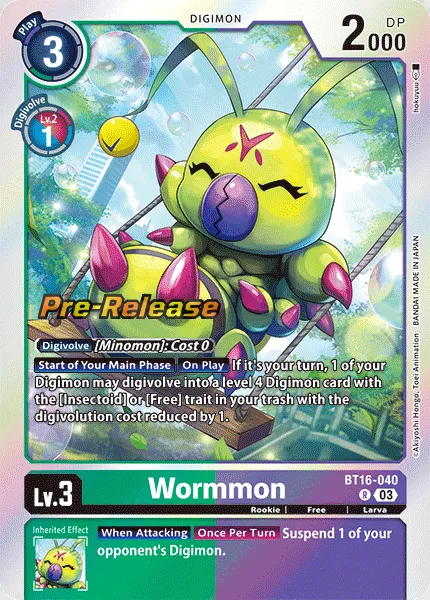 DIGIMON
Play
3
DP
2000
Digivolve
Lv.2
1
hokuyuu
©Akiyoshi Hongo, Toei Animation BANDAI MADE IN JAPAN
Pre-Release
Digivolve [Minomon]: Cost 0
Start of Your Main Phase On Play If it's your turn, 1 of your
Digimon may digivolve into a level 4 Digimon card with
the [Insectoid] or [Free] trait in your trash with the
digivolution cost reduced by 1.
BT16-040
Lv.3 Wormmon R 03
Rookie | Free | Larva
Inherited Effect
When Attacking Once Per Turn Suspend 1 of your
opponent's Digimon.